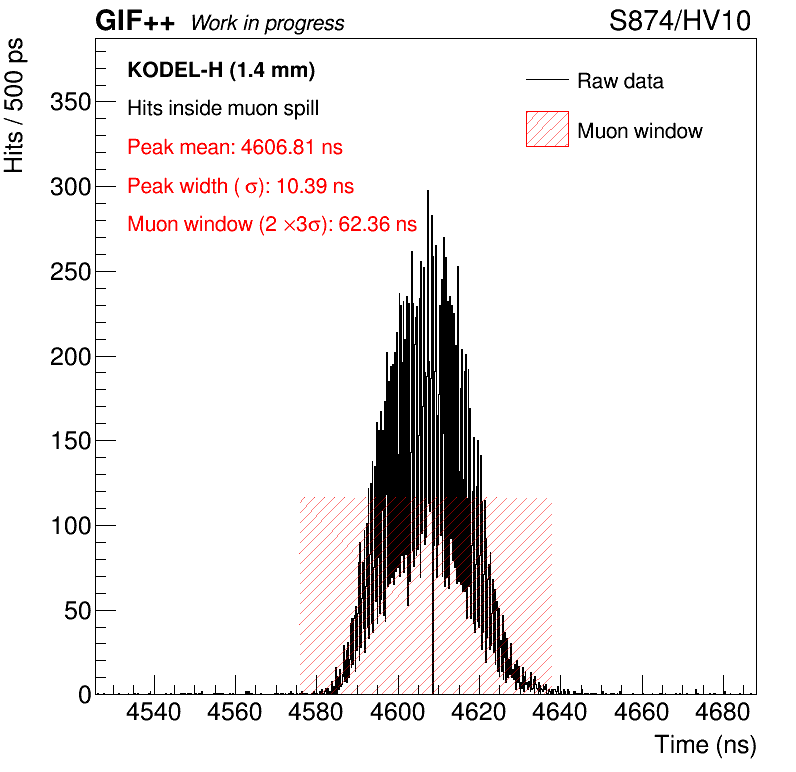 GIF++ Work in progress S874/HV10
KODEL-H (1.4 mm)
Hits inside muon spill
Peak mean: 4606.81 ns
Peak width ( σ): 10.39 ns
Muon window (2 ×3σ): 62.36 ns
Raw data
Muon window
Hits / 500 ps
350
300
250
200
150
100
50
0
4540 4560 4580 4600 4620 4640 4660 4680
Time (ns)